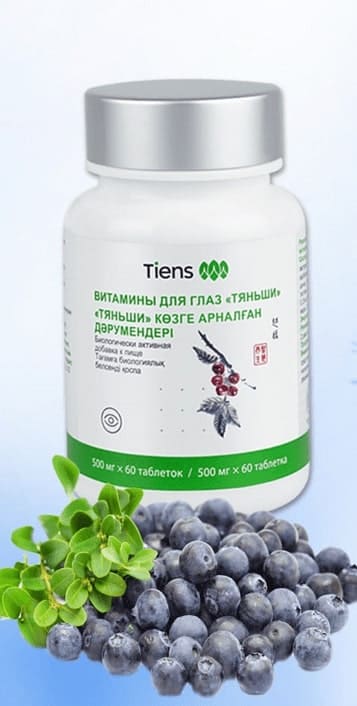 Tiens
ВИТАМИНЫ ДЛЯ ГЛАЗ «ТЯНЬШИ»
«ТЯНЬШИ» КӨЗГЕ АРНАЛҒАН
ДӘРУМЕНДЕРІ
Биологически активная
добавка к пище
Тағамға биологиялық
белсенді қоспа
500 мг × 60 таблеток / 500 мг × 60 таблетка